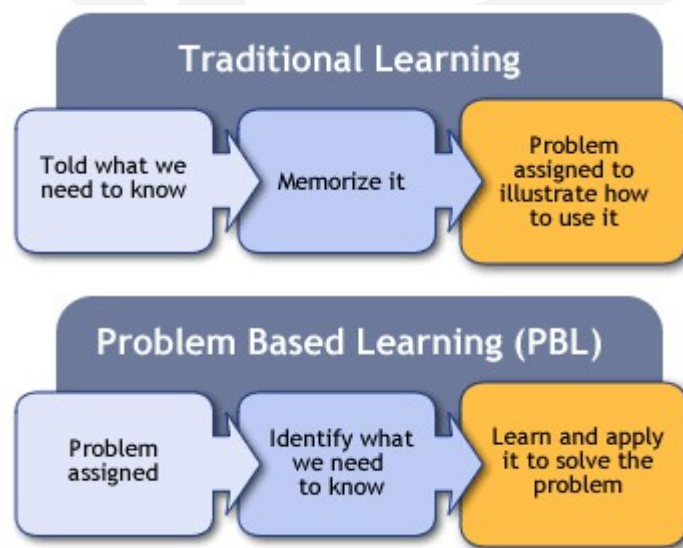 Traditional Learning
Told what we
need to know
Memorize it
Problem
assigned to
illustrate how
to use it
Problem Based Learning (PBL)
Problem
assigned
Identify what
we need
to know
Learn and apply
it to solve the
problem